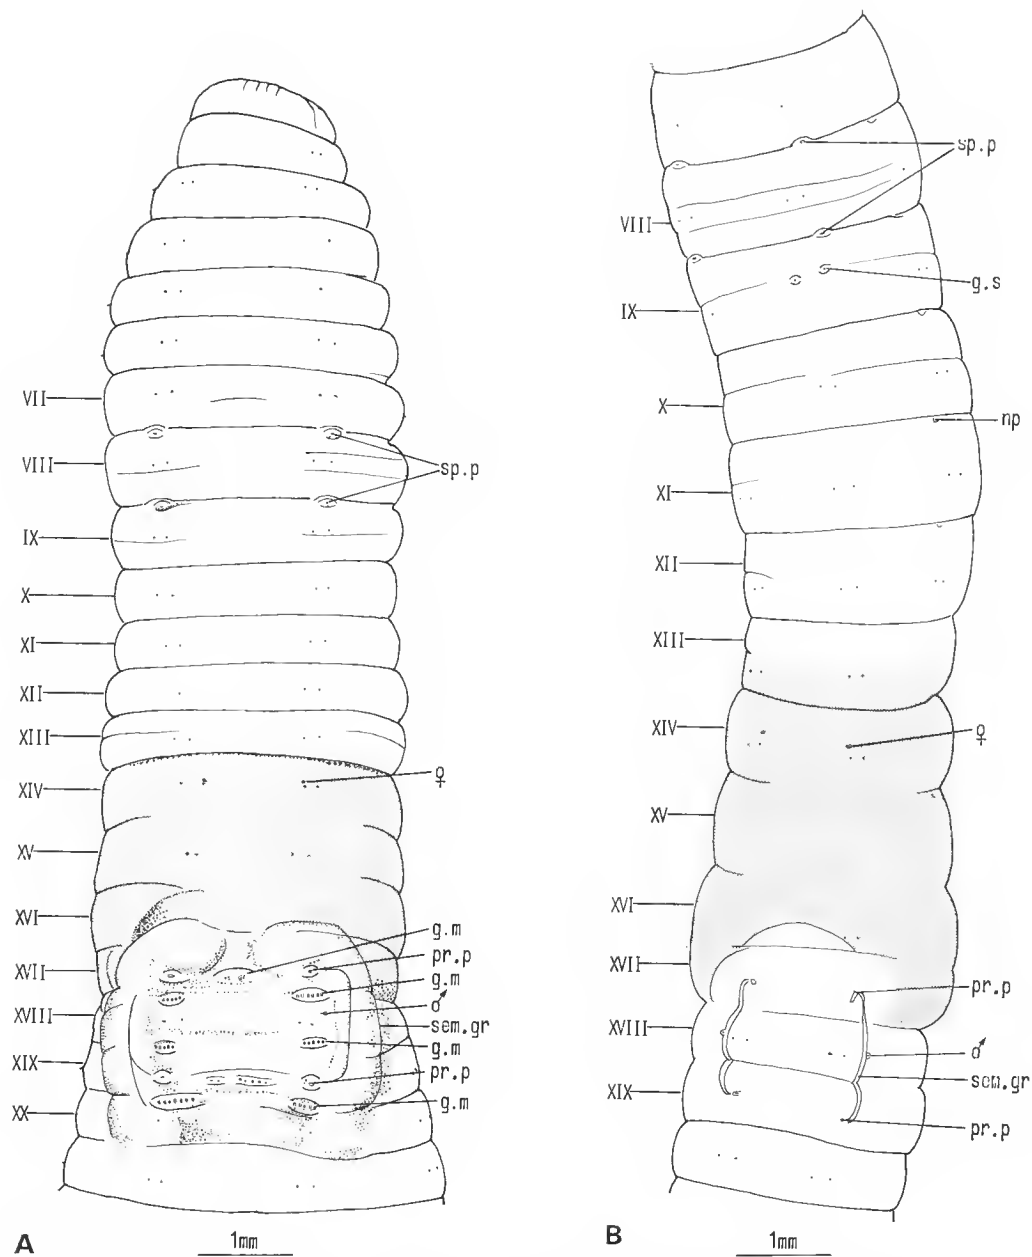 VII
VIII
sp.p
IX
X
XI
XII
XIII
XIV
♀
XV
XVI
g.m
pr.p
XVII
g.m
♂
XVIII
sem.gr
g.m
XIX
pr.p
g.m
XX
A
1mm
sp.p
VIII
g.s
IX
X
np
XI
XII
XIII
XIV
♀
XV
XVI
XVII
pr.p
XVIII
♂
sem.gr
XIX
pr.p
B
1mm